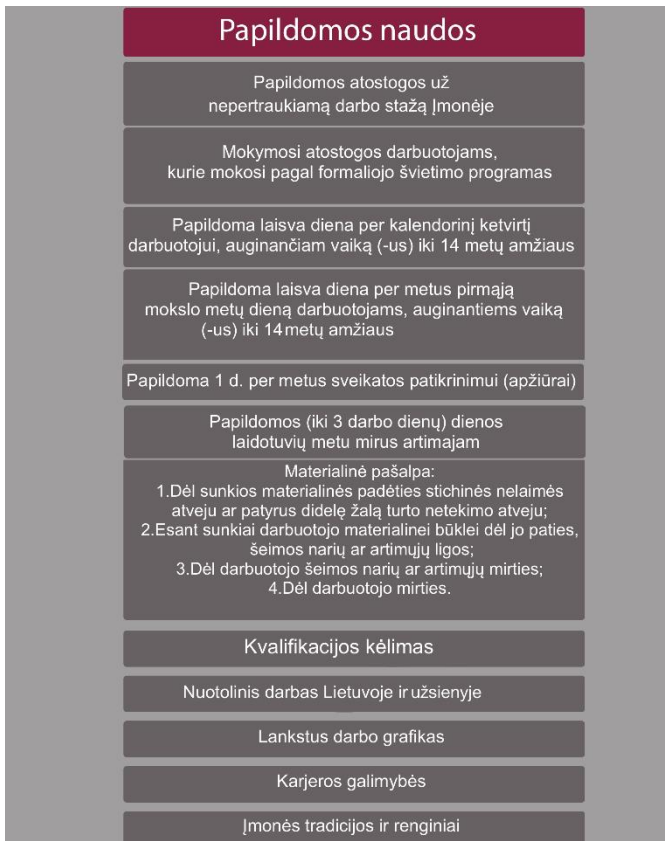 Papildomos naudos
Papildomos atostogos už
nepertraukiamą darbo stažą Įmonėje
Mokymosi atostogos darbuotojams,
kurie mokosi pagal formaliojo švietimo programas
Papildoma laisva diena per kalendorinį ketvirtį
darbuotojui, auginančiam vaiką (-us) iki 14 metų amžiaus
Papildoma laisva diena per metus pirmąją
mokslo metų dieną darbuotojams, auginantiems vaiką
(-us) iki 14 metų amžiaus
Papildoma 1 d. per metus sveikatos patikrinimui (apžiūrai)
Papildomos (iki 3 darbo dienų) dienos
laidotuvių metu mirus artimajam
Materialinė pašalpa:
1.Dėl sunkios materialinės padėties stichinės nelaimės
atveju ar patyrus didelę žalą turto netekimo atveju;
2.Esant sunkiai darbuotojo materialinei būklei dėl jo paties,
šeimos narių ar artimųjų ligos;
3.Dėl darbuotojo šeimos narių ar artimųjų mirties;
4.Dėl darbuotojo mirties.
Kvalifikacijos kėlimas
Nuotolinis darbas Lietuvoje ir užsienyje
Lankstus darbo grafikas
Karjeros galimybės
Įmonės tradicijos ir renginiai